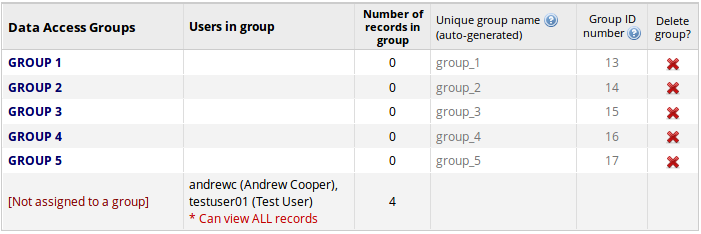 Data Access Groups Users in group Number of records in group Unique group name (auto-generated) Group ID number Delete group?
GROUP 1 0 group_1 13
GROUP 2 0 group_2 14
GROUP 3 0 group_3 15
GROUP 4 0 group_4 16
GROUP 5 0 group_5 17
[Not assigned to a group] andrewc (Andrew Cooper), testuser01 (Test User) * Can view ALL records 4